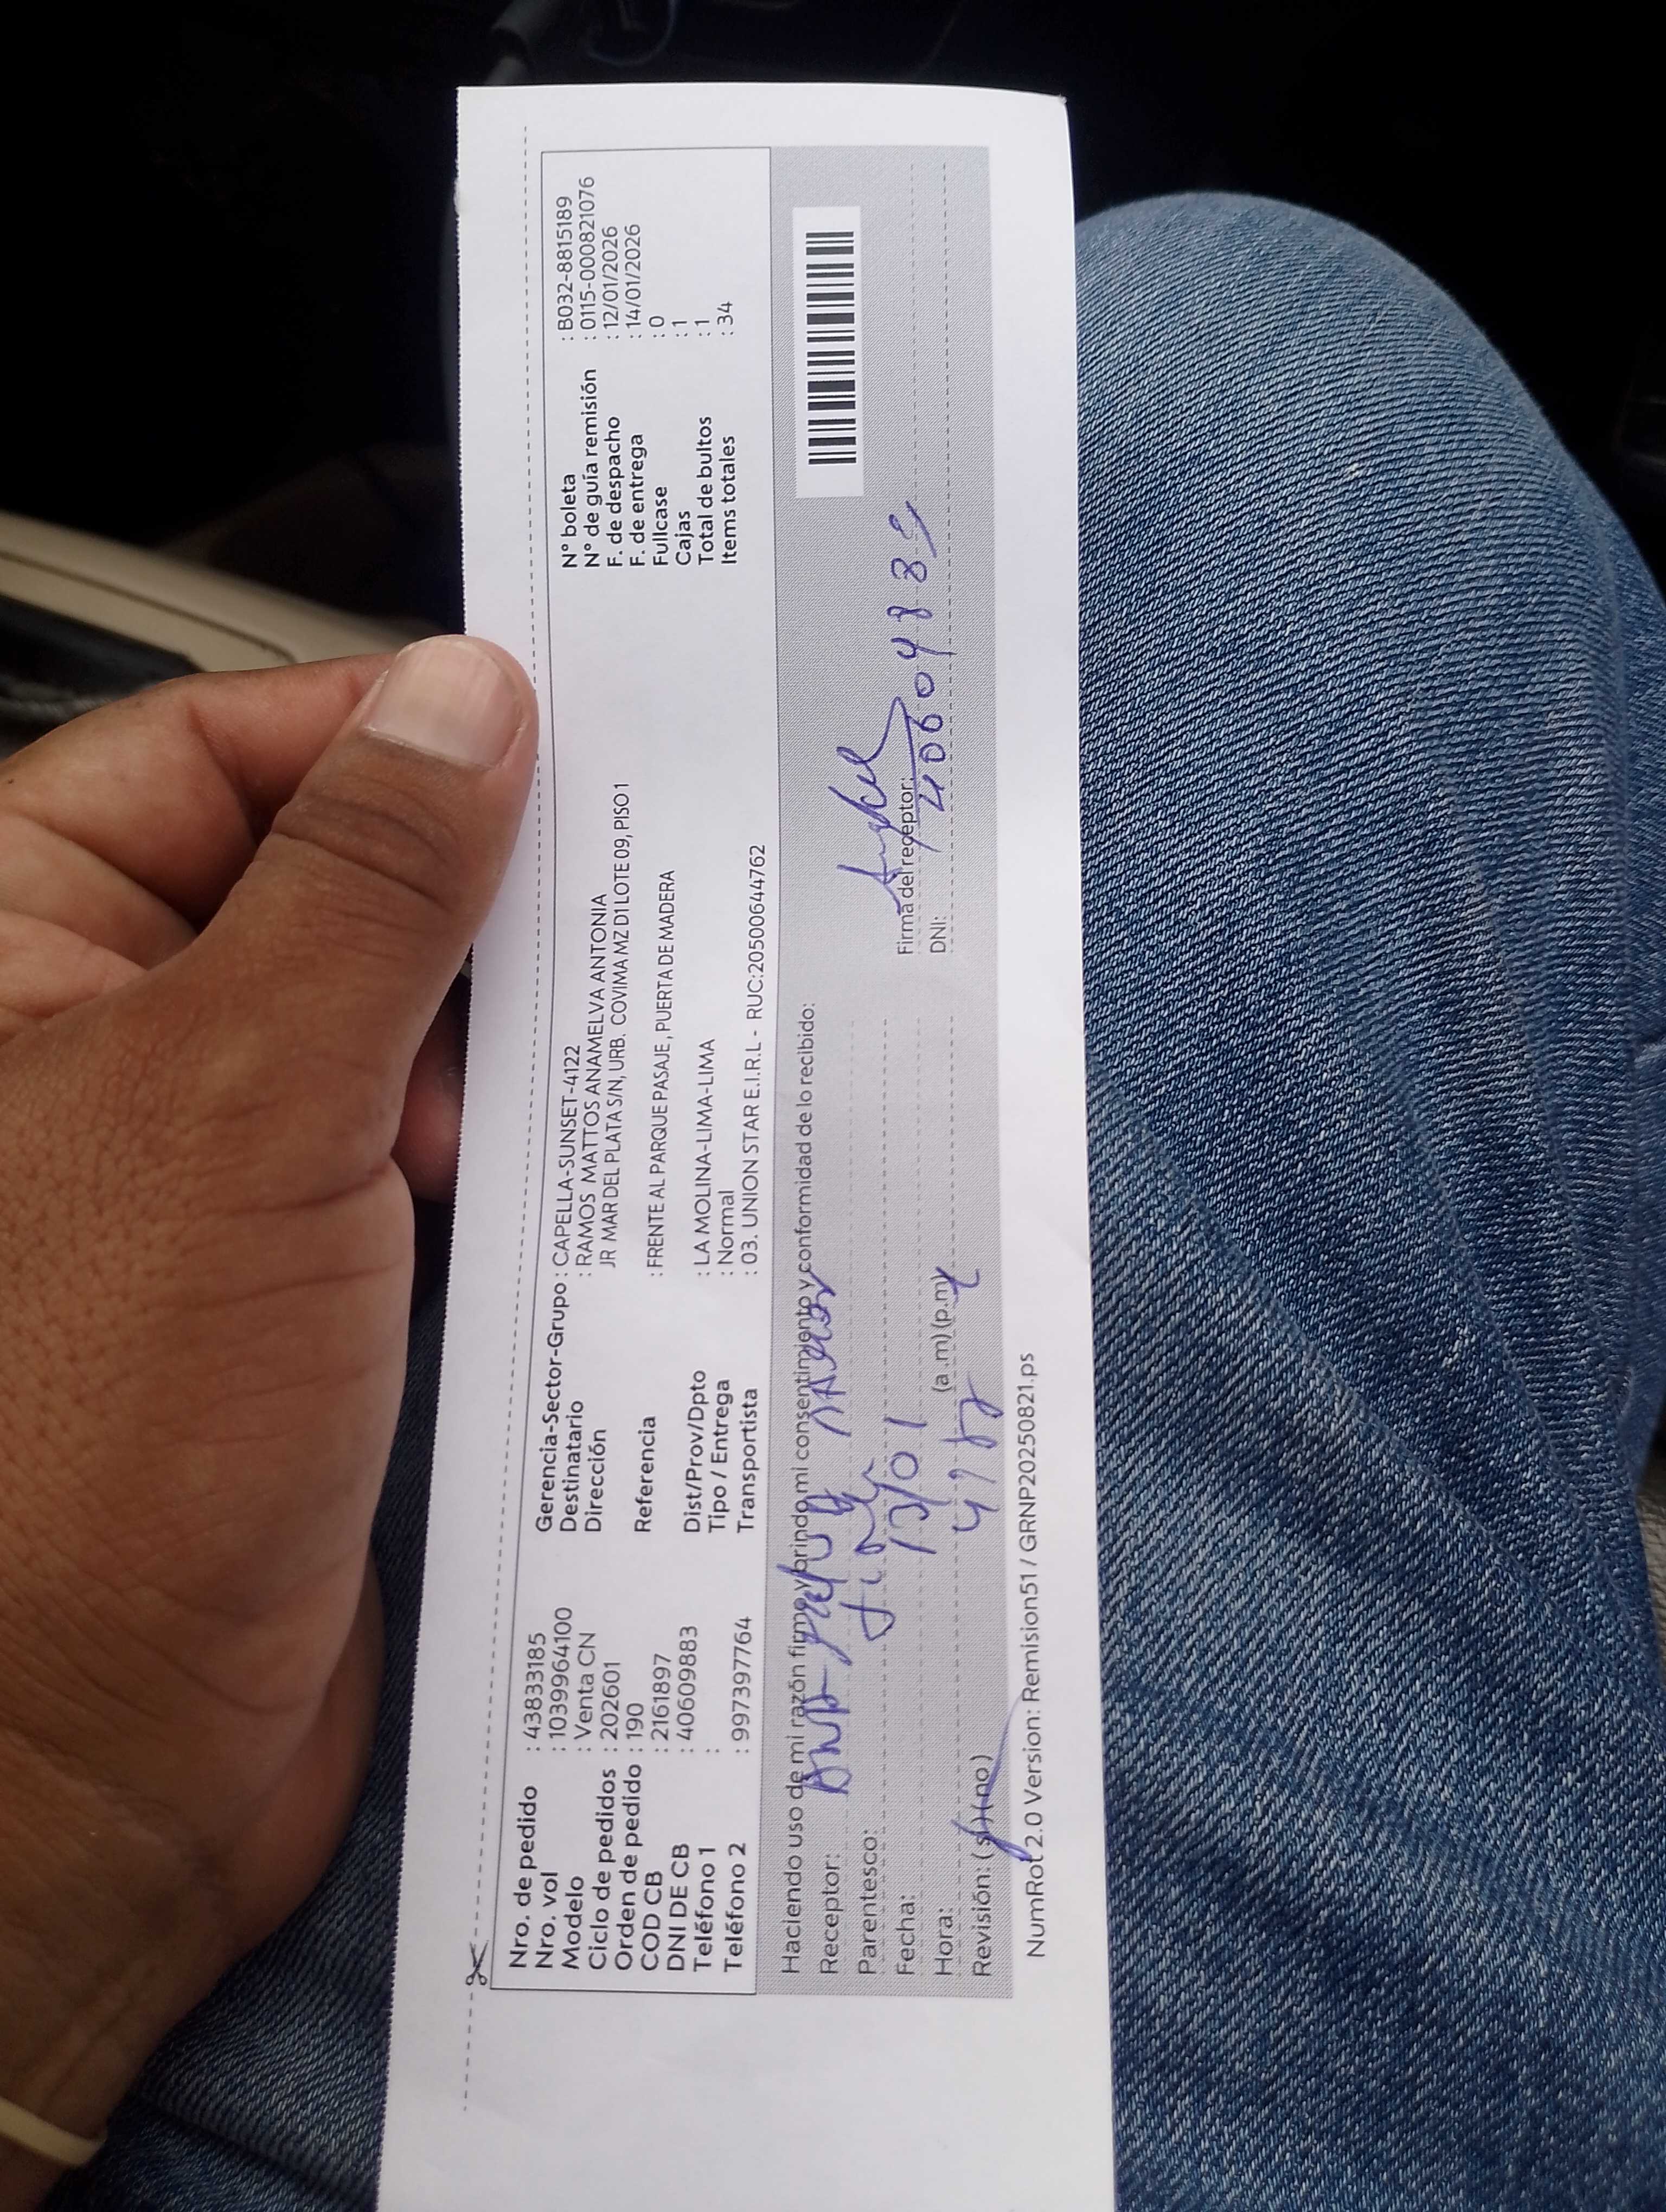 Nro. de pedido : 43833185
Nro. vol : 1039964100
Modelo : Venta CN
Ciclo de pedidos : 202601
Orden de pedido : 190
COD CB : 2161897
DNI DE CB : 40609883
Teléfono 1 :
Teléfono 2 : 997397764
Gerencia-Sector-Grupo : CAPELLA-SUNSET-4122
Destinatario : RAMOS MATTOS ANAMELVA ANTONIA
Dirección JR MAR DEL PLATA S/N, URB. COVIMA MZ D1 LOTE 09, PISO 1
Referencia : FRENTE AL PARQUE PASAJE, PUERTA DE MADERA
Dist/Prov/Dpto : LA MOLINA-LIMA-LIMA
Tipo / Entrega : Normal
Transportista : 03. UNION STAR E.I.R.L - RUC:20500644762
N° boleta : B032-8815189
N° de guía remisión : 0115-000821076
F. de despacho : 12/01/2026
F. de entrega : 14/01/2026
Fullcase : 0
Cajas : 1
Total de bultos : 1
Items totales : 34
Haciendo uso de mi razón firmo y brindo mi consentimiento y conformidad de lo recibido:
Receptor:
Parentesco:
Fecha: 13/01
Hora: (a.m) (p.m)
Revisión: (si) (no)
Firma del receptor:
DNI:
NumRot 2.0 Version: Remision51 / GRNP20250821.ps